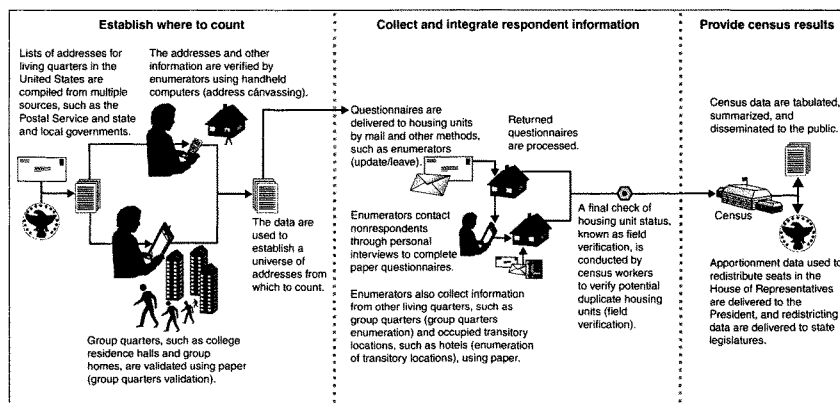 Establish where to count
Lists of addresses for
living quarters in the
United States are
compiled from multiple
sources, such as the
Postal Service and state
and local governments.
The addresses and other
information are verified by
enumerators using handheld
computers (address canvassing).
The data are
used to
establish a
universe of
addresses from
which to count.
Group quarters, such as college
residence halls and group
homes, are validated using paper
(group quarters validation).
Collect and integrate respondent information
Questionnaires are
delivered to housing units
by mail and other methods,
such as enumerators
(update/leave).
Returned
questionnaires
are processed.
Enumerators contact
nonrespondents
through personal
interviews to complete
paper questionnaires.
Enumerators also collect information
from other living quarters, such as
group quarters (group quarters
enumeration) and occupied transitory
locations, such as hotels (enumeration
of transitory locations), using paper.
A final check of
housing unit status,
known as field
verification, is
conducted by
census workers
to verify potential
duplicate housing
units (field
verification).
Provide census results
Census data are tabulated,
summarized, and
disseminated to the public.
Census
Apportionment data used to
redistribute seats in the
House of Representatives
are delivered to the
President, and redistricting
data are delivered to state
legislatures.